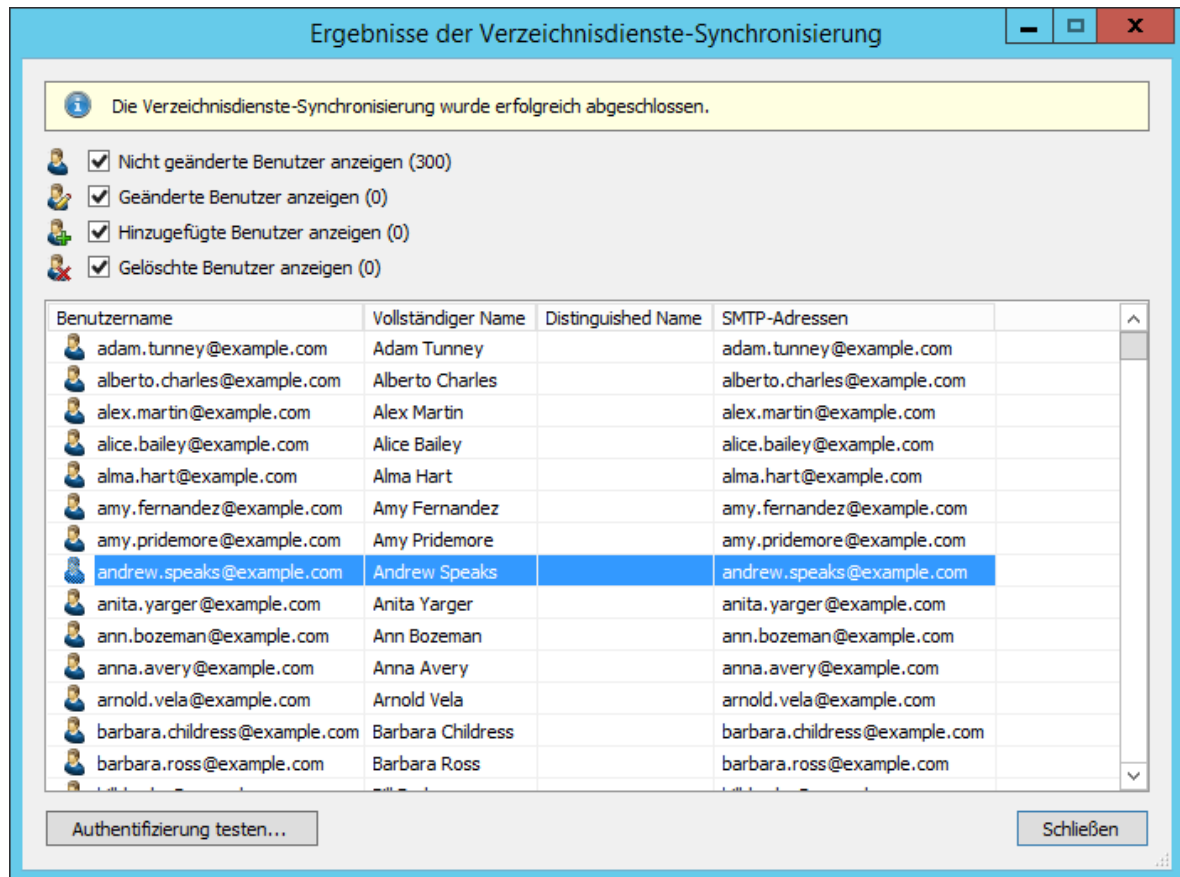 Ergebnisse der Verzeichnisdienste-Synchronisierung
Die Verzeichnisdienste-Synchronisierung wurde erfolgreich abgeschlossen.
Nicht geänderte Benutzer anzeigen (300)
Geänderte Benutzer anzeigen (0)
Hinzugefügte Benutzer anzeigen (0)
Gelöschte Benutzer anzeigen (0)
Benutzername Vollständiger Name Distinguished Name SMTP-Adressen
adam.tunney@example.com Adam Tunney adam.tunney@example.com
alberto.charles@example.com Alberto Charles alberto.charles@example.com
alex.martin@example.com Alex Martin alex.martin@example.com
alice.bailey@example.com Alice Bailey alice.bailey@example.com
alma.hart@example.com Alma Hart alma.hart@example.com
amy.fernandez@example.com Amy Fernandez amy.fernandez@example.com
amy.pridemore@example.com Amy Pridemore amy.pridemore@example.com
andrew.speaks@example.com Andrew Speaks andrew.speaks@example.com
anita.yarger@example.com Anita Yarger anita.yarger@example.com
ann.bozeman@example.com Ann Bozeman ann.bozeman@example.com
anna.avery@example.com Anna Avery anna.avery@example.com
arnold.vela@example.com Arnold Vela arnold.vela@example.com
barbara.childress@example.com Barbara Childress barbara.childress@example.com
barbara.ross@example.com Barbara Ross barbara.ross@example.com
Authentifizierung testen... Schließen